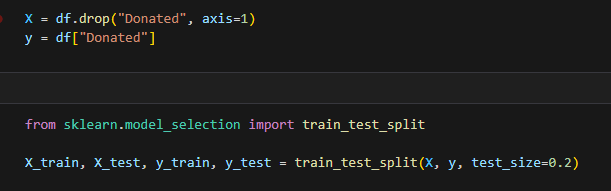 X = df.drop("Donated", axis=1)
y = df["Donated"]
from sklearn.model_selection import train_test_split
X_train, X_test, y_train, y_test = train_test_split(X, y, test_size=0.2)